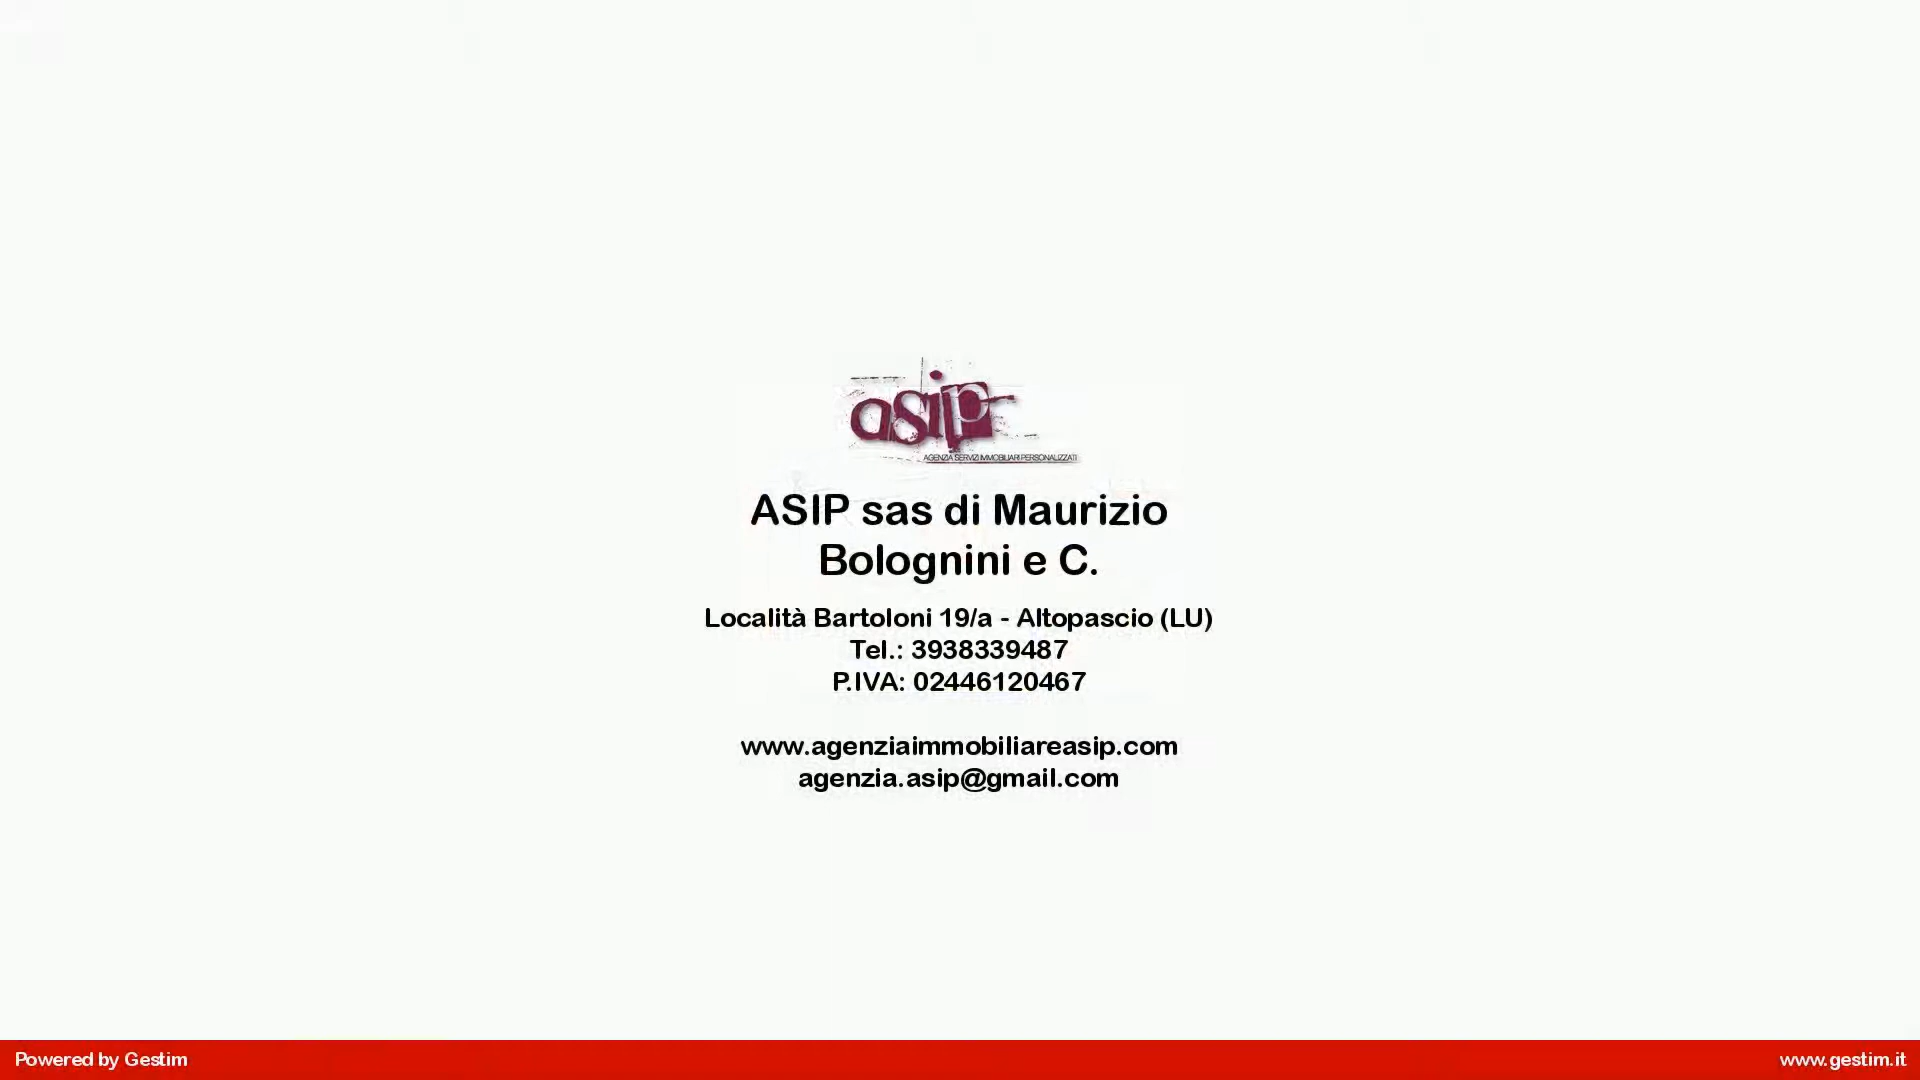 asip
AGENZIA SERVIZI IMMOBILIARI PERSONALIZZATI
ASIP sas di Maurizio
Bolognini e C.
Località Bartoloni 19/a - Altopascio (LU)
Tel.: 3938339487
P.IVA: 02446120467
www.agenziaimmobiliareasip.com
agenzia.asip@gmail.com
Powered by Gestim
www.gestim.it